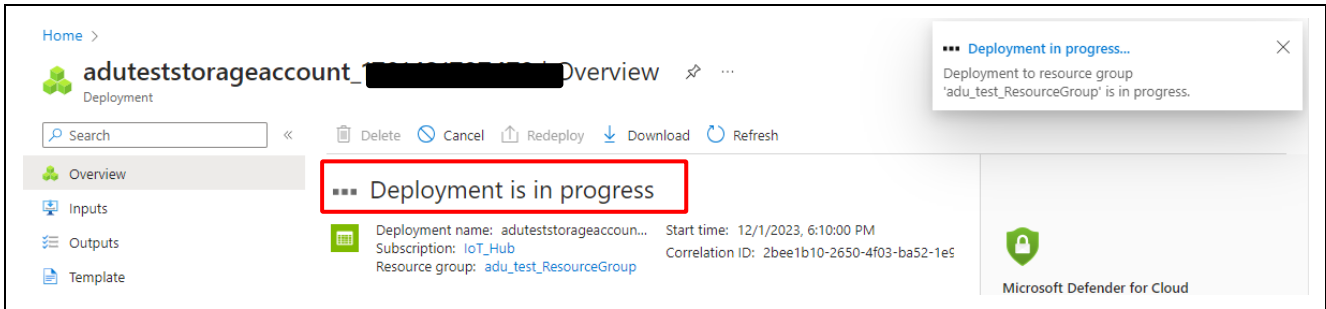 Home >
aduteststorageaccount_ Overview ...
Deployment
Search «
Delete Cancel Redeploy Download Refresh
Overview
Inputs
Outputs
Template
Deployment is in progress
Deployment name: aduteststorageaccoun...
Subscription: IoT_Hub
Resource group: adu_test_ResourceGroup
Start time: 12/1/2023, 6:10:00 PM
Correlation ID: 2bee1b10-2650-4f03-ba52-1e9
Microsoft Defender for Cloud
Deployment in progress...
Deployment to resource group
'adu_test_ResourceGroup' is in progress.